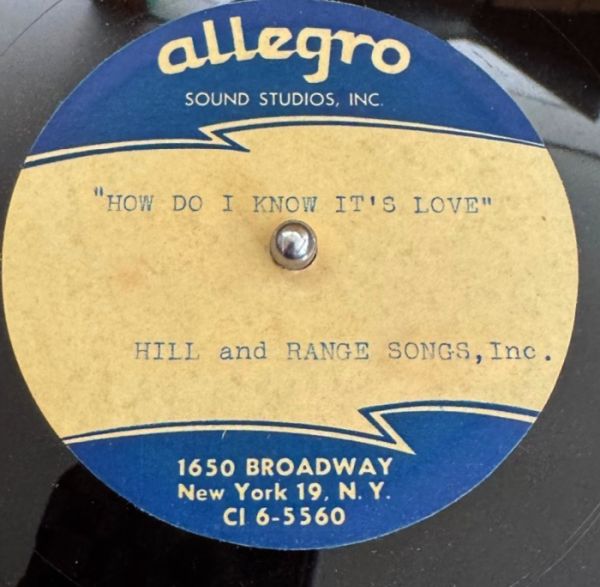 allegro
SOUND STUDIOS, INC.
"HOW DO I KNOW IT'S LOVE"
HILL and RANGE SONGS, Inc.
1650 BROADWAY
New York 19, N. Y.
CI 6-5560